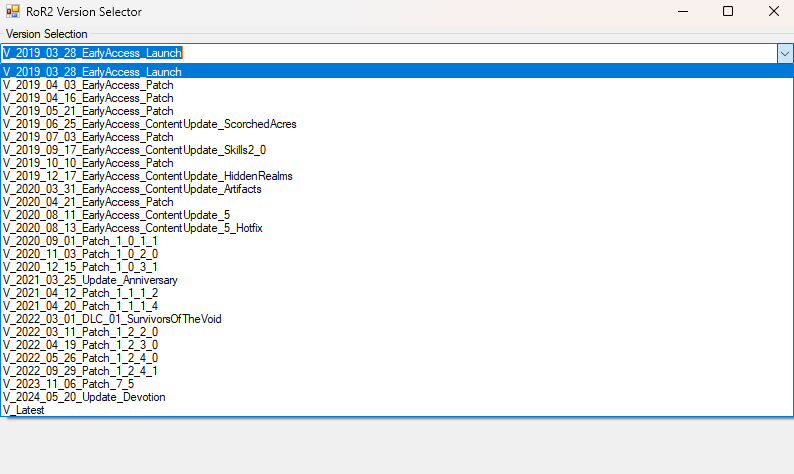 RoR2 Version Selector
Version Selection
V_2019_03_28_EarlyAccess_Launch
V_2019_03_28_EarlyAccess_Launch
V_2019_04_03_EarlyAccess_Patch
V_2019_04_16_EarlyAccess_Patch
V_2019_05_21_EarlyAccess_Patch
V_2019_06_25_EarlyAccess_ContentUpdate_ScorchedAcres
V_2019_07_03_EarlyAccess_Patch
V_2019_09_17_EarlyAccess_ContentUpdate_Skills2_0
V_2019_10_10_EarlyAccess_Patch
V_2019_12_17_EarlyAccess_ContentUpdate_HiddenRealms
V_2020_03_31_EarlyAccess_ContentUpdate_Artifacts
V_2020_04_21_EarlyAccess_Patch
V_2020_08_11_EarlyAccess_ContentUpdate_5
V_2020_08_13_EarlyAccess_ContentUpdate_5_Hotfix
V_2020_09_01_Patch_1_0_1_1
V_2020_11_03_Patch_1_0_2_0
V_2020_12_15_Patch_1_0_3_1
V_2021_03_25_Update_Anniversary
V_2021_04_12_Patch_1_1_1_2
V_2021_04_20_Patch_1_1_1_4
V_2022_03_01_DLC_01_SurvivorsOfTheVoid
V_2022_03_11_Patch_1_2_2_0
V_2022_04_19_Patch_1_2_3_0
V_2022_05_26_Patch_1_2_4_0
V_2022_09_29_Patch_1_2_4_1
V_2023_11_06_Patch_7_5
V_2024_05_20_Update_Devotion
V_Latest